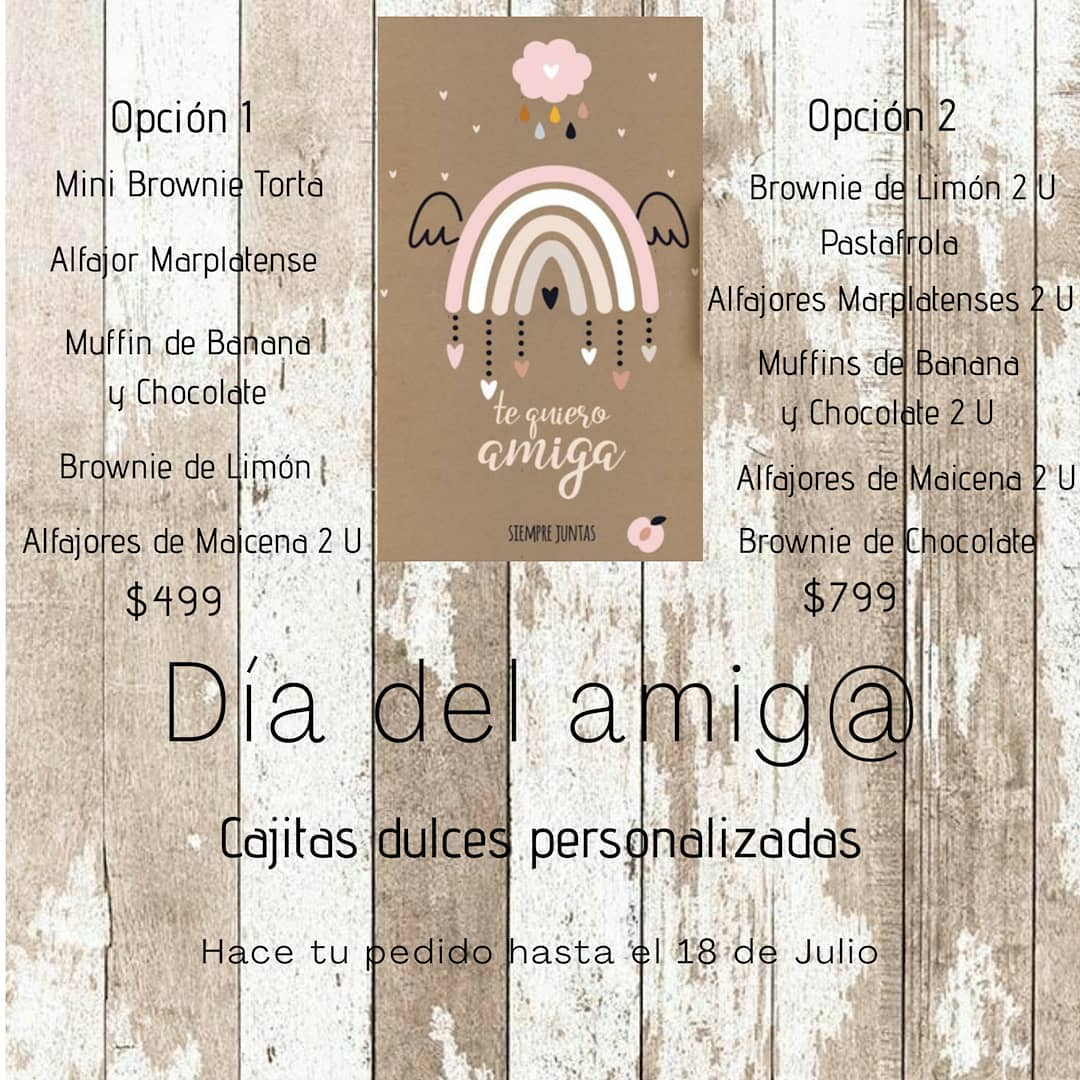 Opción 1
Mini Brownie Torta
Alfajor Marplatense
Muffin de Banana
y Chocolate
Brownie de Limón
Alfajores de Maicena 2 U
$499
te quiero
amiga
SIEMPRE JUNTAS
Opción 2
Brownie de Limón 2 U
Pastafrola
Alfajores Marplatenses 2 U
Muffins de Banana
y Chocolate 2 U
Alfajores de Maicena 2 U
Brownie de Chocolate
$799
Día del amig@
Cajitas dulces personalizadas
Hace tu pedido hasta el 18 de Julio